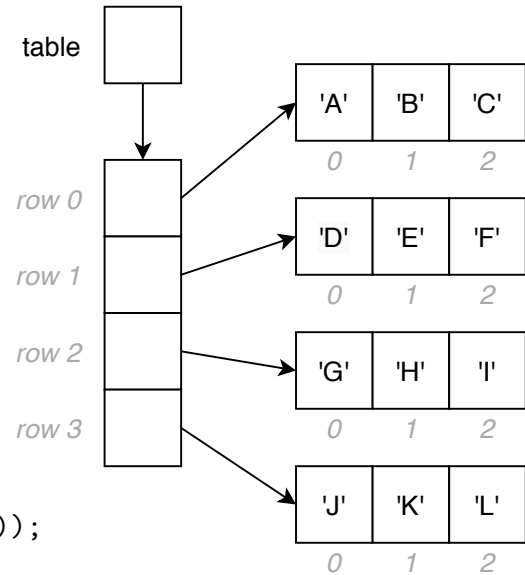 table
'A' 'B' 'C'
0 1 2
row 0
'D' 'E' 'F'
0 1 2
row 1
'G' 'H' 'I'
0 1 2
row 2
'J' 'K' 'L'
0 1 2
row 3
));